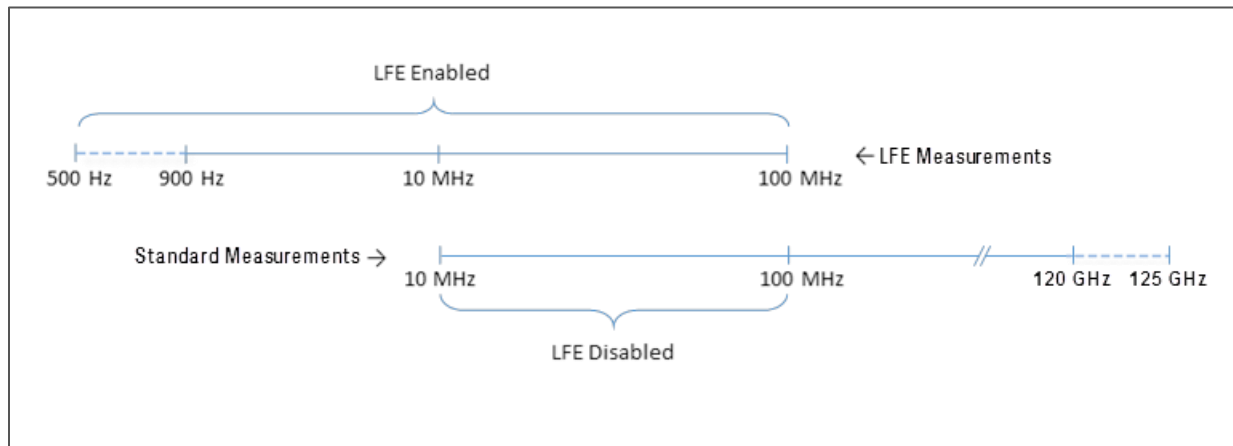 LFE Enabled
← LFE Measurements
500 Hz 900 Hz 10 MHz 100 MHz
Standard Measurements →
10 MHz 100 MHz 120 GHz 125 GHz
LFE Disabled